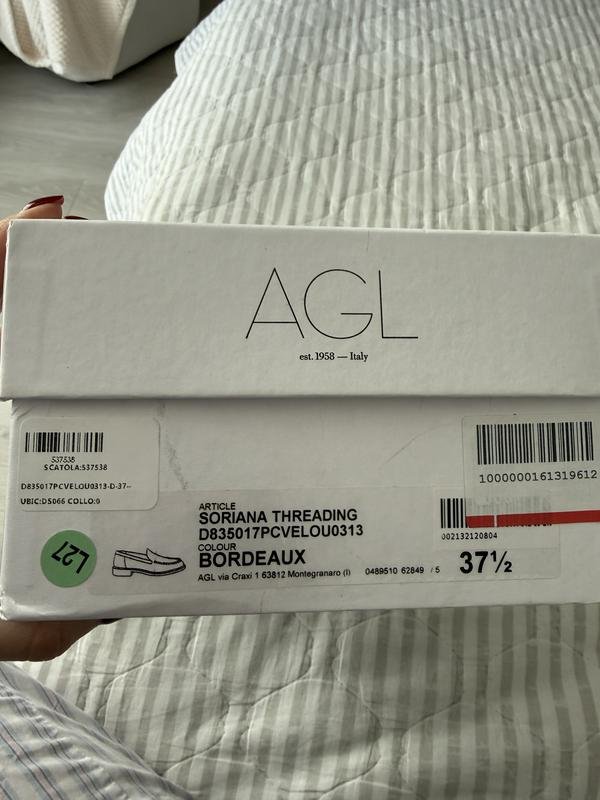 AGL
est. 1958 — Italy
537538
SCATOLA:537538
D835017PCVELOU0313-D-37--
UBIC:DS066 COLLO:0
L27
ARTICLE
SORIANA THREADING
D835017PCVELOU0313
COLOUR
BORDEAUX
AGL via Craxi 1 63812 Montegranaro (I) 0489510 62849 / 5
1000000161319612
002132120804
37½